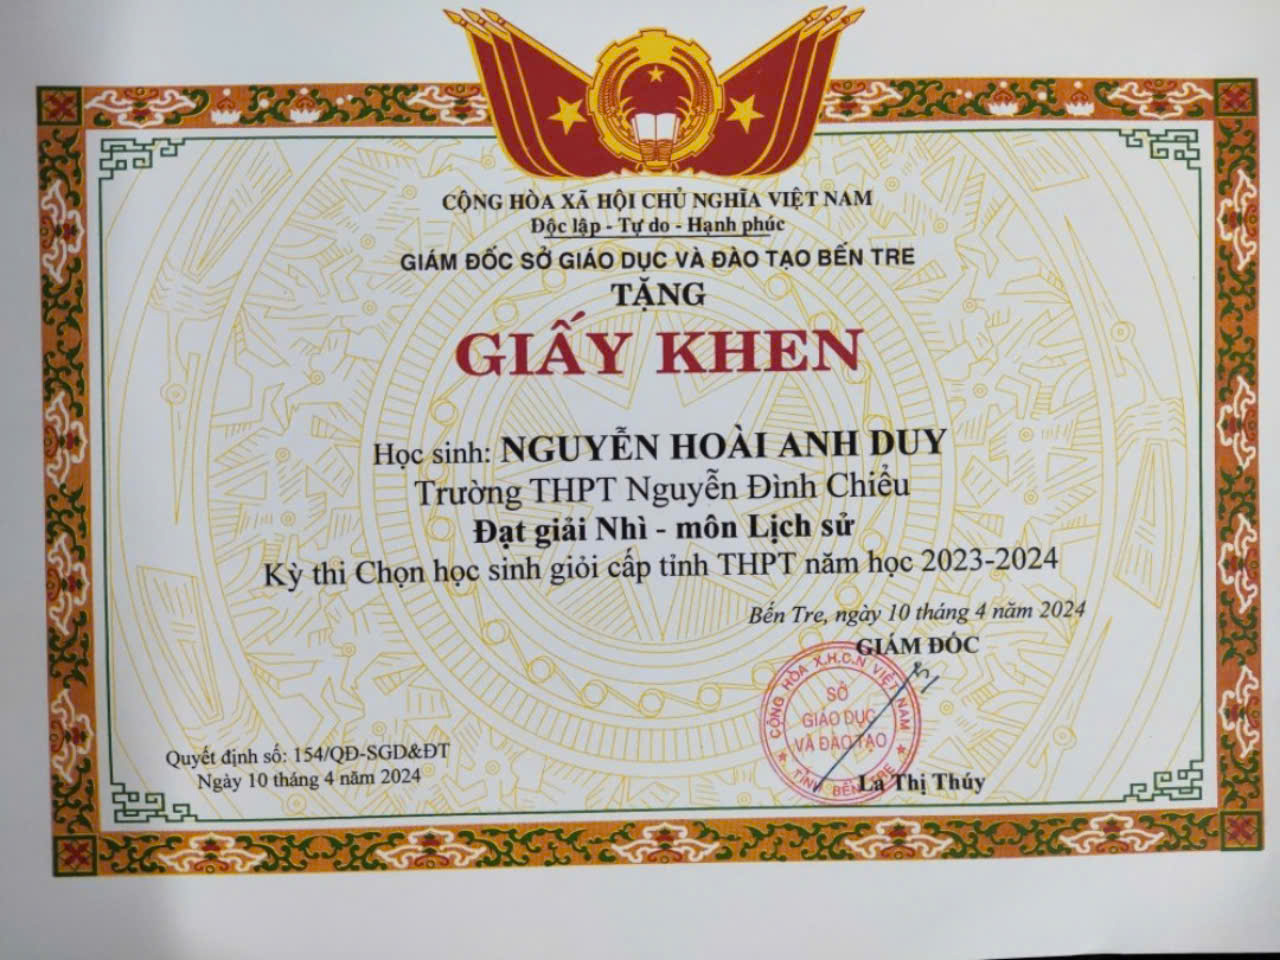 CỘNG HÒA XÃ HỘI CHỦ NGHĨA VIỆT NAM
Độc lập - Tự do - Hạnh phúc
GIÁM ĐỐC SỞ GIÁO DỤC VÀ ĐÀO TẠO BẾN TRE
TẶNG
GIẤY KHEN
Học sinh: NGUYỄN HOÀI ANH DUY
Trường THPT Nguyễn Đình Chiểu
Đạt giải Nhì - môn Lịch sử
Kỳ thi Chọn học sinh giỏi cấp tỉnh THPT năm học 2023-2024
Bến Tre, ngày 10 tháng 4 năm 2024
GIÁM ĐỐC
CỘNG HÒA X.H.C.N VIỆT NAM
SỞ
GIÁO DỤC
VÀ ĐÀO TẠO
TỈNH BẾN
La Thị Thúy
Quyết định số: 154/QĐ-SGD&ĐT
Ngày 10 tháng 4 năm 2024